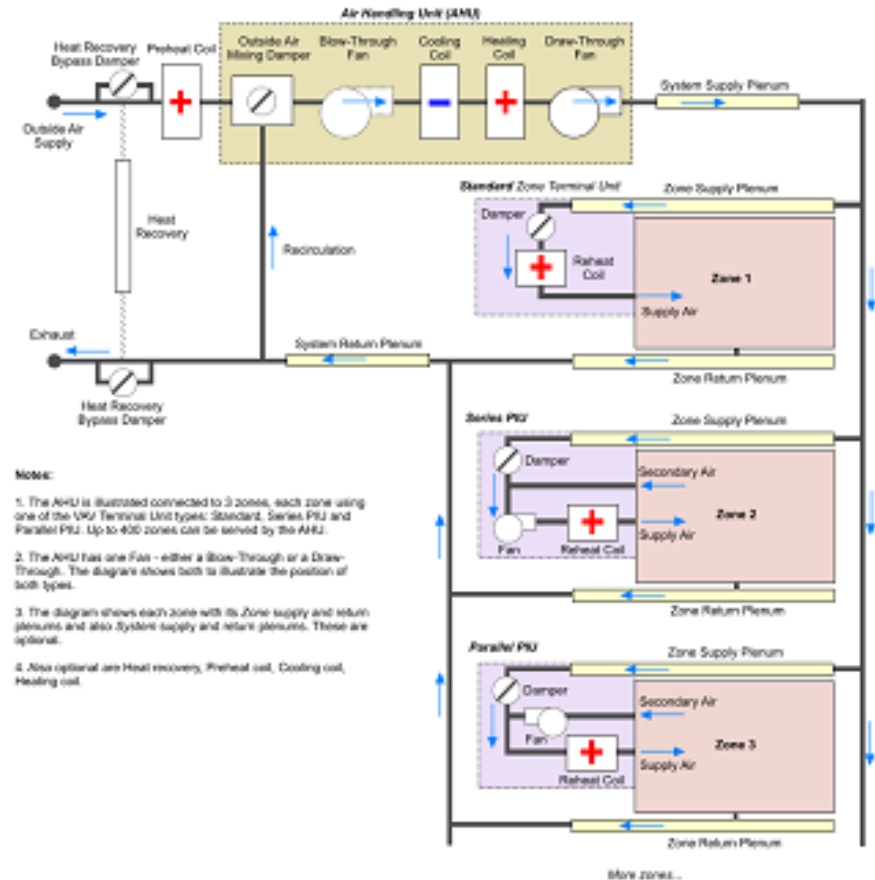 Air Handling Unit (AHU)
Heat Recovery
Bypass Damper
Preheat Coil
Outside Air
Mixing Damper
Blow-Through
Fan
Cooling
Coil
Heating
Coil
Draw-Through
Fan
System Supply Plenum
Outside Air
Supply
Heat
Recovery
Recirculation
Standard Zone Terminal Unit
Zone Supply Plenum
Damper
Reheat
Coil
Zone 1
Supply Air
Exhaust
System Return Plenum
Zone Return Plenum
Heat Recovery
Bypass Damper
Series PIU
Zone Supply Plenum
Damper
Secondary Air
Zone 2
Supply Air
Fan
Reheat Coil
Zone Return Plenum
Notes:
1. The AHU is illustrated connected to 3 zones, each zone using
one of the VAV Terminal Unit types: Standard, Series PIU and
Parallel PIU. Up to 400 zones can be served by the AHU.
2. The AHU has one Fan - either a Blow-Through or a Draw-
Through. The diagram shows both to illustrate the position of
both types.
3. The diagram shows each zone with its Zone supply and return
plenums and also System supply and return plenums. These are
optional.
4. Also optional are Heat recovery, Preheat coil, Cooling coil,
Heating coil.
Parallel PIU
Zone Supply Plenum
Damper
Secondary Air
Fan
Zone 3
Supply Air
Reheat Coil
Zone Return Plenum
More zones...